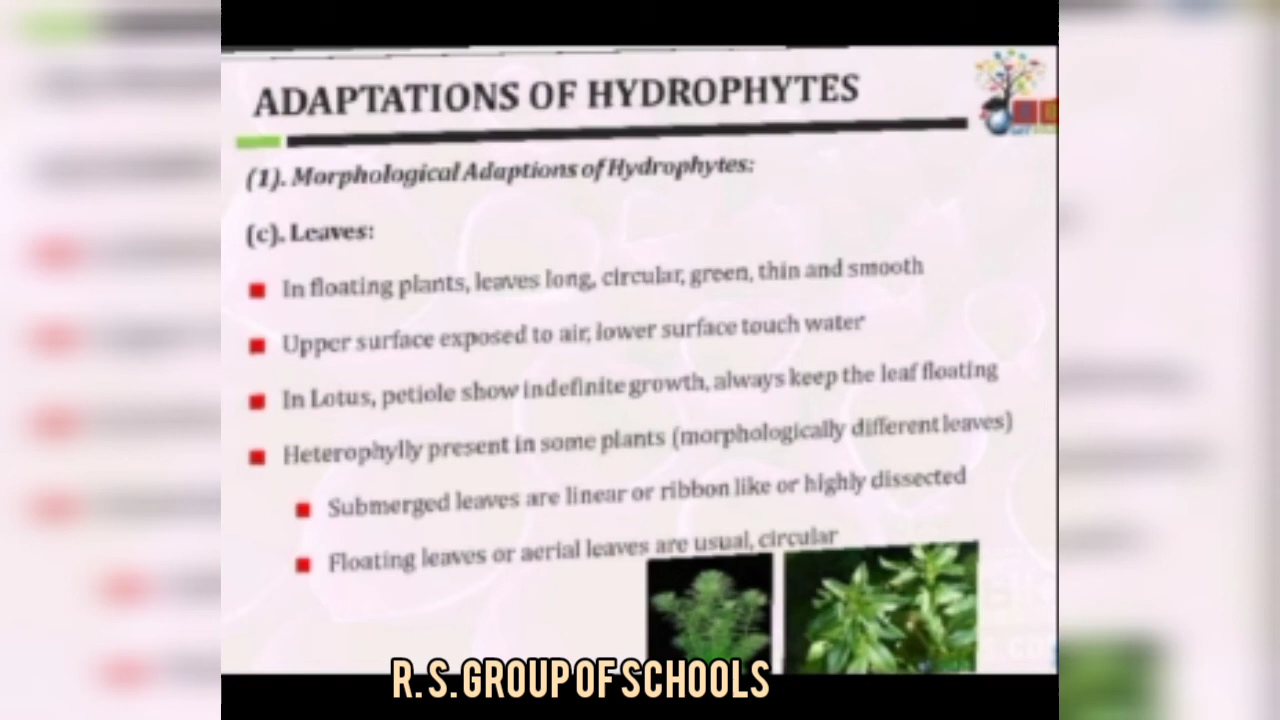 ADAPTATIONS OF HYDROPHYTES
(1). Morphological Adaptions of Hydrophytes:
(c). Leaves:
In floating plants, leaves long, circular, green, thin and smooth
Upper surface exposed to air, lower surface touch water
In Lotus, petiole show indefinite growth, always keep the leaf floating
Heterophylly present in some plants (morphologically different leaves)
Submerged leaves are linear or ribbon like or highly dissected
Floating leaves or aerial leaves are usual, circular
R. S. GROUP OF SCHOOLS